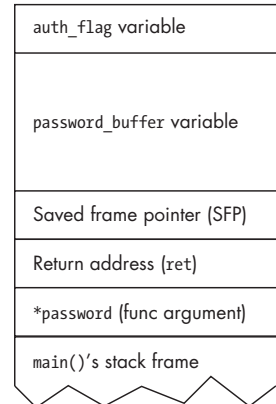 auth_flag variable
password_buffer variable
Saved frame pointer (SFP)
Return address (ret)
*password (func argument)
main()'s stack frame